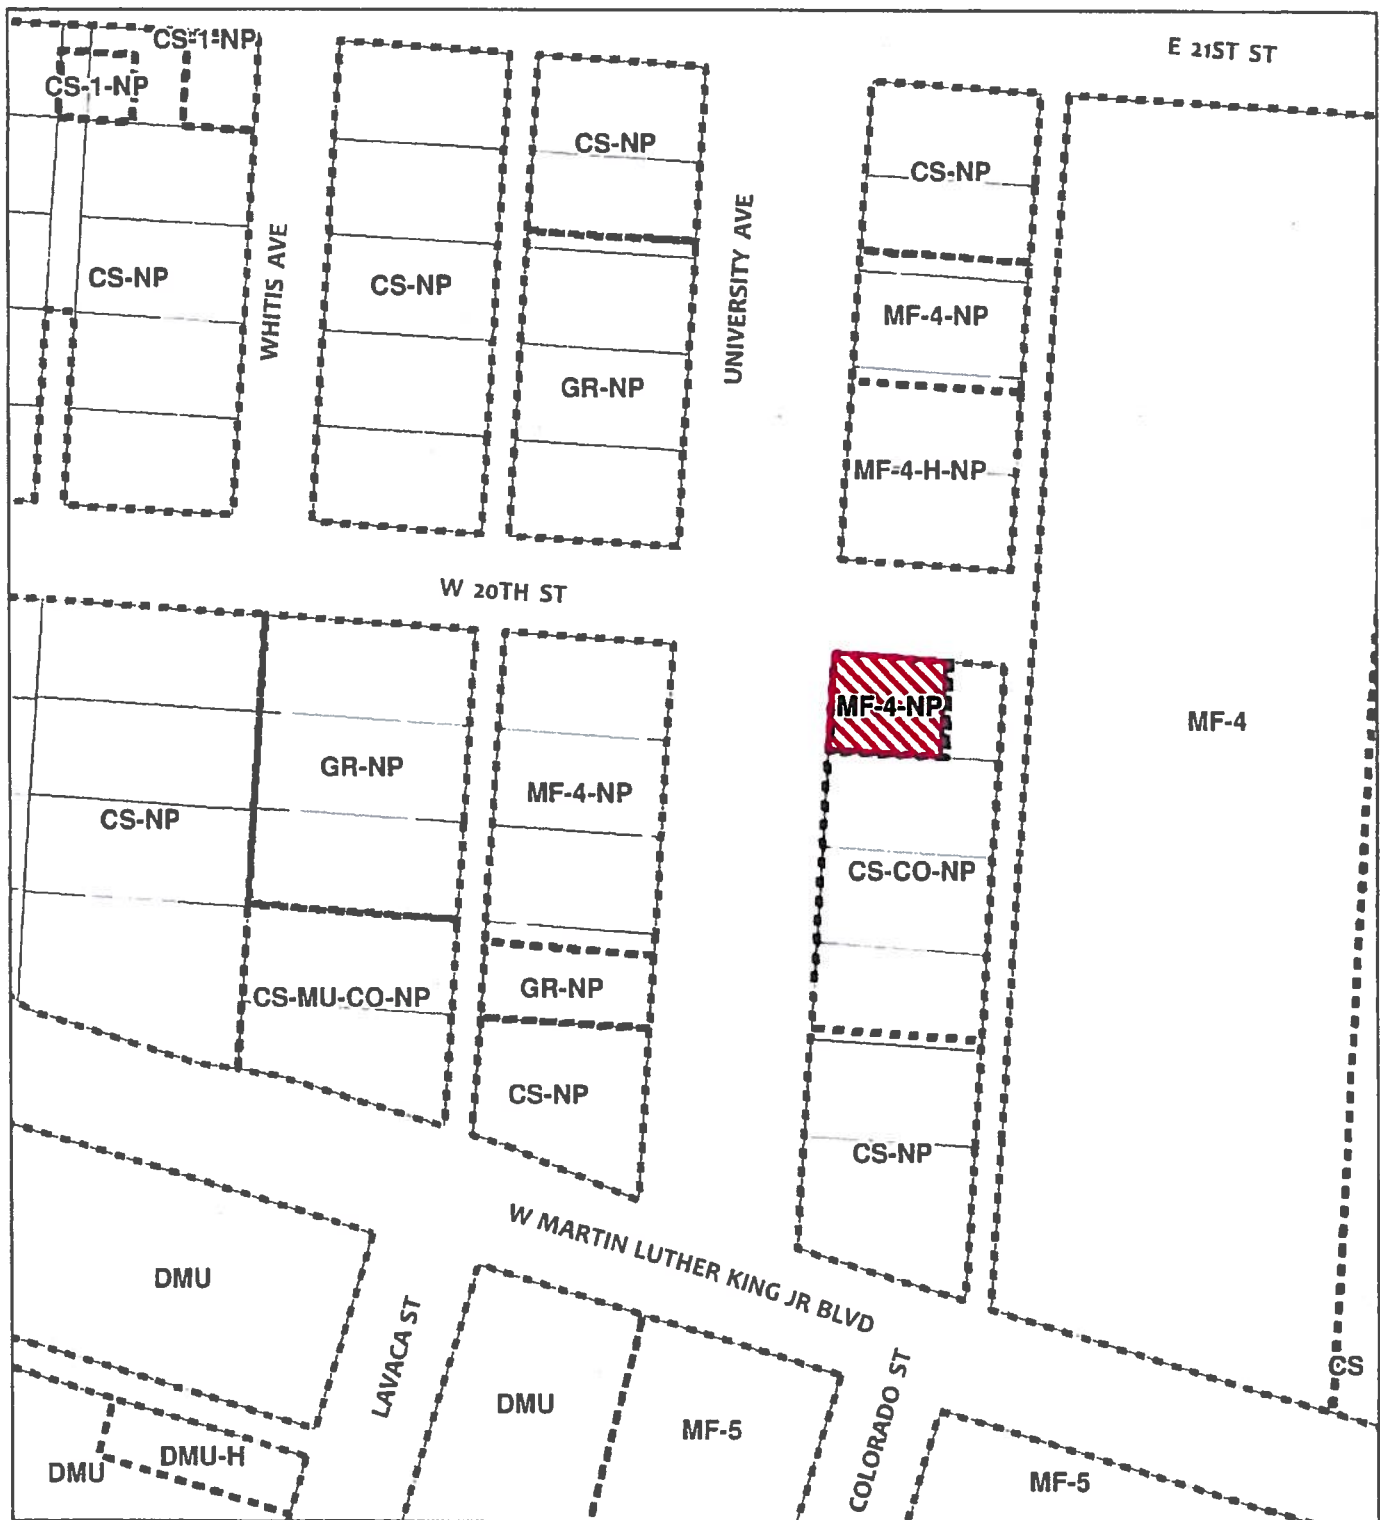 CS-1-NP
E 21ST ST
CS-1-NP
CS-NP
CS-NP
WHITIS AVE
UNIVERSITY AVE
CS-NP
CS-NP
MF-4-NP
GR-NP
MF-4-H-NP
W 20TH ST
MF-4-NP
MF-4
GR-NP
MF-4-NP
CS-NP
CS-CO-NP
CS-MU-CO-NP
GR-NP
CS-NP
CS-NP
W MARTIN LUTHER KING JR BLVD
DMU
LAVACA ST
COLORADO ST
CS
DMU
MF-5
DMU-H
DMU
MF-5